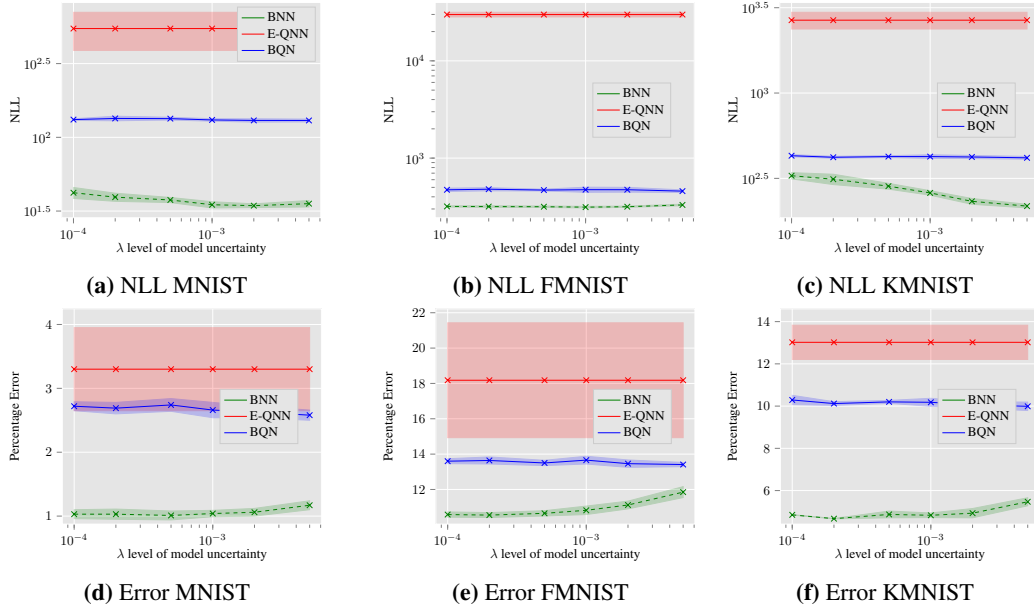 10^2.5
10^2
10^1.5
NLL
BNN
E-QNN
BQN
10^−4
10^−3
λ level of model uncertainty
(a) NLL MNIST
10^4
10^3
NLL
BNN
E-QNN
BQN
10^−4
10^−3
λ level of model uncertainty
(b) NLL FMNIST
10^3.5
10^3
10^2.5
NLL
BNN
E-QNN
BQN
10^−4
10^−3
λ level of model uncertainty
(c) NLL KMNIST
4
3
2
1
Percentage Error
BNN
E-QNN
BQN
10^−4
10^−3
λ level of model uncertainty
(d) Error MNIST
22
20
18
16
14
12
Percentage Error
BNN
E-QNN
BQN
10^−4
10^−3
λ level of model uncertainty
(e) Error FMNIST
14
12
10
8
6
Percentage Error
BNN
E-QNN
BQN
10^−4
10^−3
λ level of model uncertainty
(f) Error KMNIST